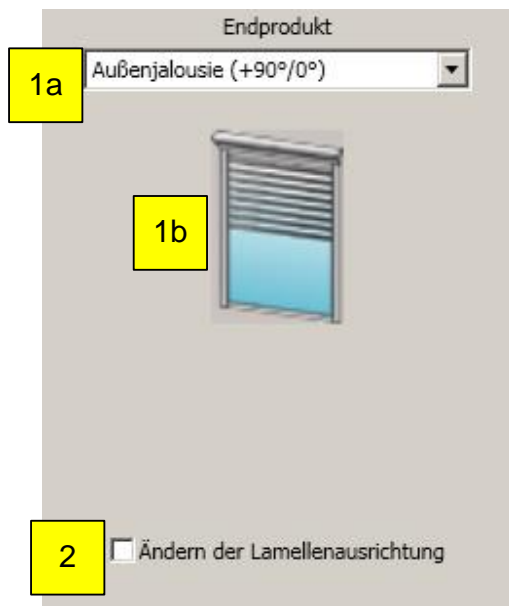 Endprodukt
1a
Außenjalousie (+90°/0°)
1b
2
Ändern der Lamellenausrichtung